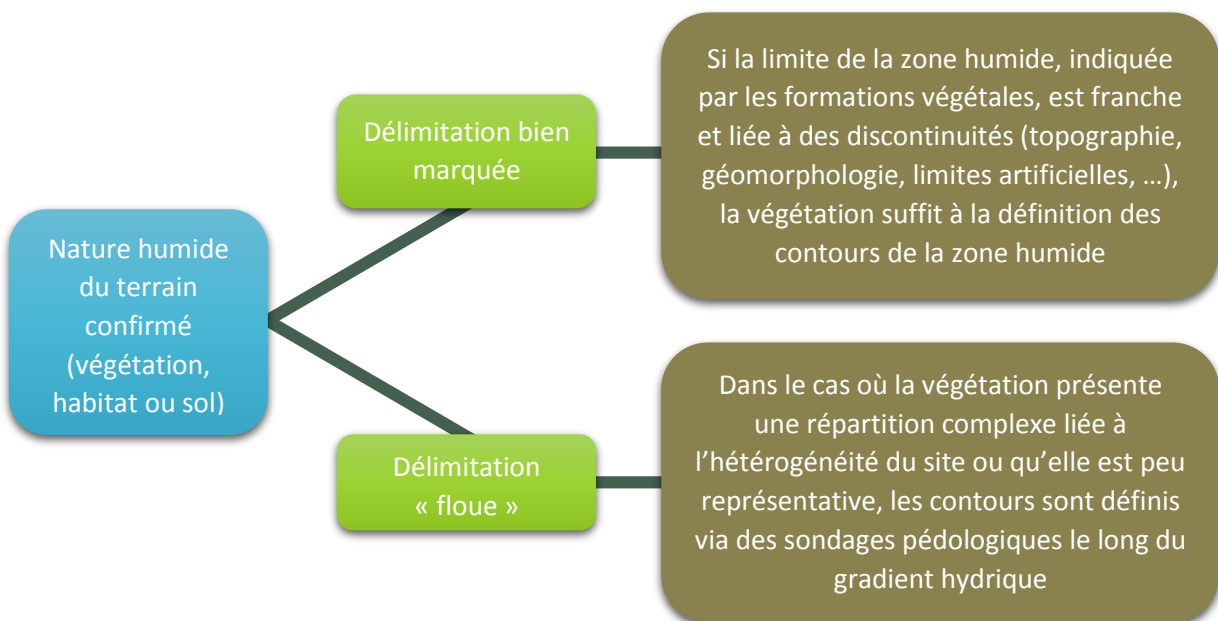 Nature humide
du terrain
confirmé
(végétation,
habitat ou sol)
Délimitation bien
marquée
Si la limite de la zone humide, indiquée
par les formations végétales, est franche
et liée à des discontinuités (topographie,
géomorphologie, limites artificielles, …),
la végétation suffit à la définition des
contours de la zone humide
Délimitation
« floue »
Dans le cas où la végétation présente
une répartition complexe liée à
l’hétérogénéité du site ou qu’elle est peu
représentative, les contours sont définis
via des sondages pédologiques le long du
gradient hydrique